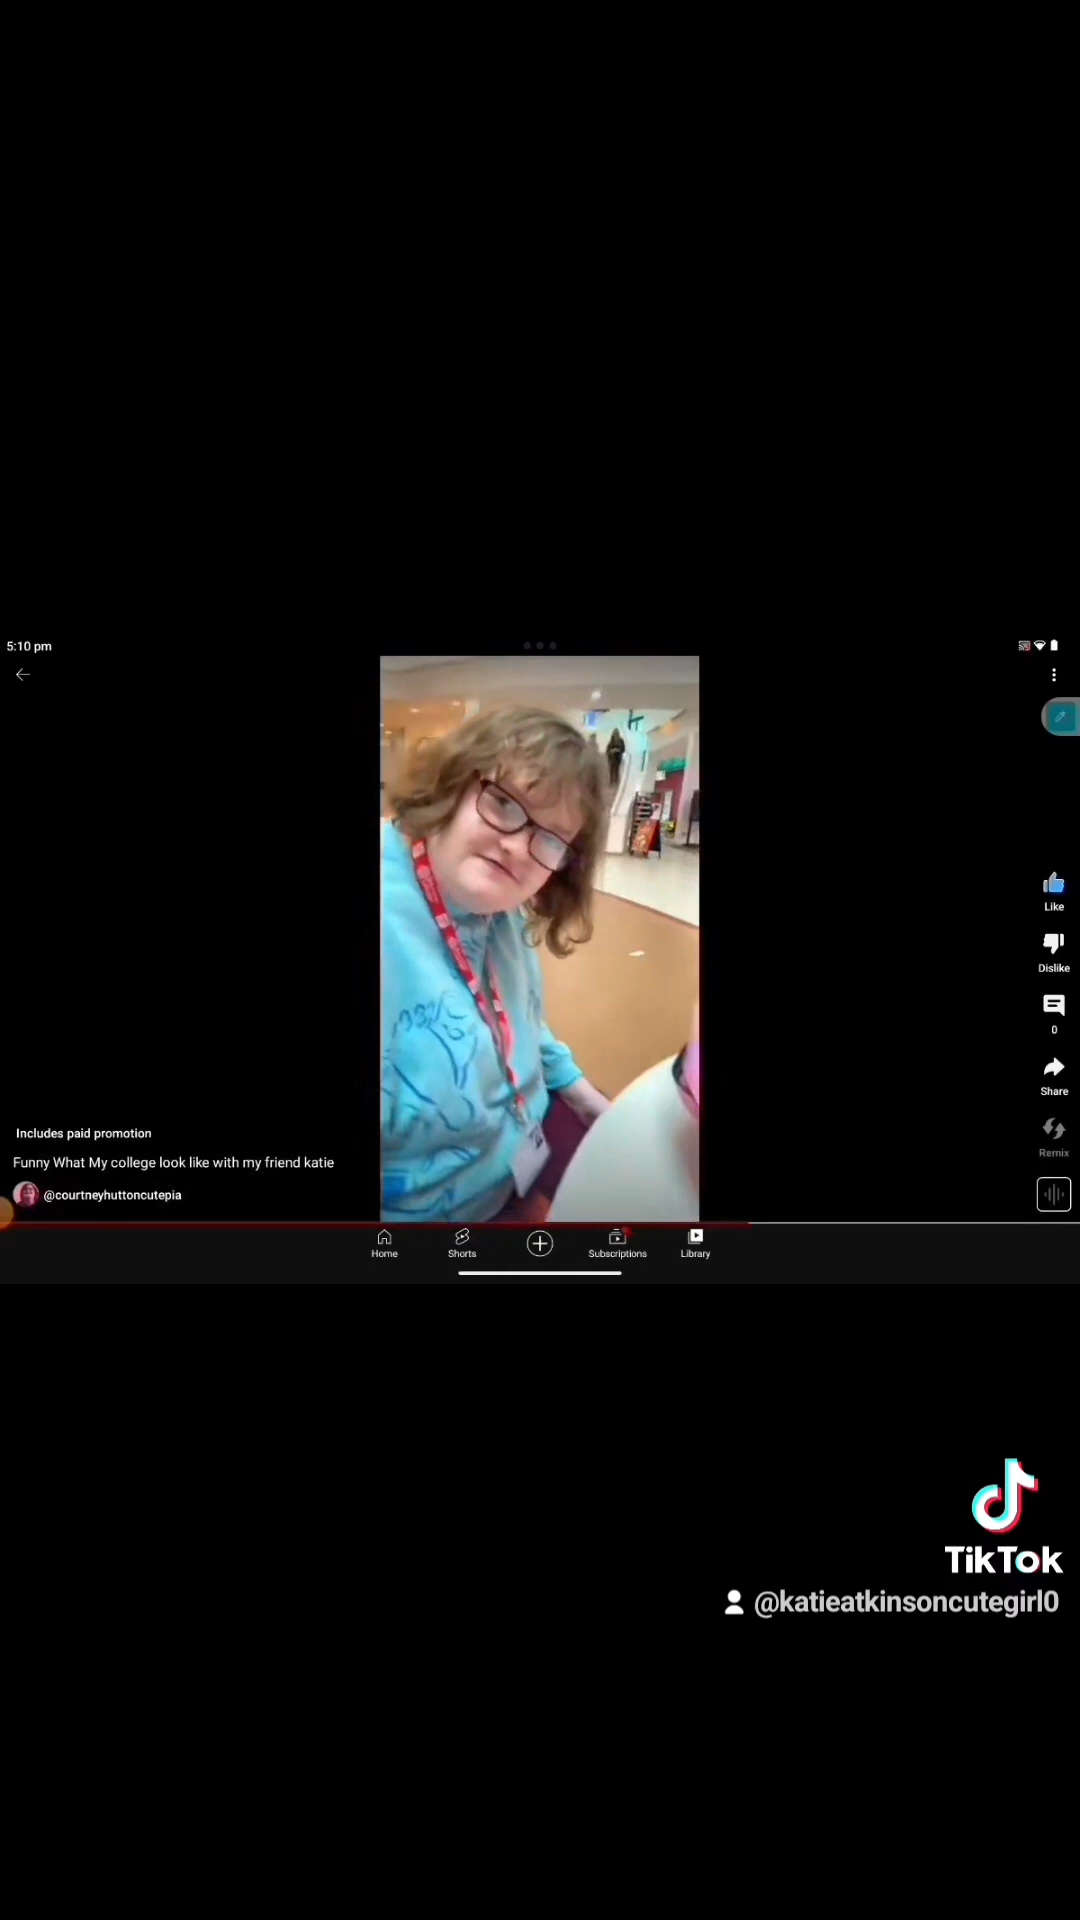 5:10 pm
Like
Dislike
0
Share
Remix
Includes paid promotion
Funny What My college look like with my friend katie
@courtneyhuttoncutepia
Home
Shorts
Subscriptions
Library
TikTok
@katieatkinsoncutegirl0